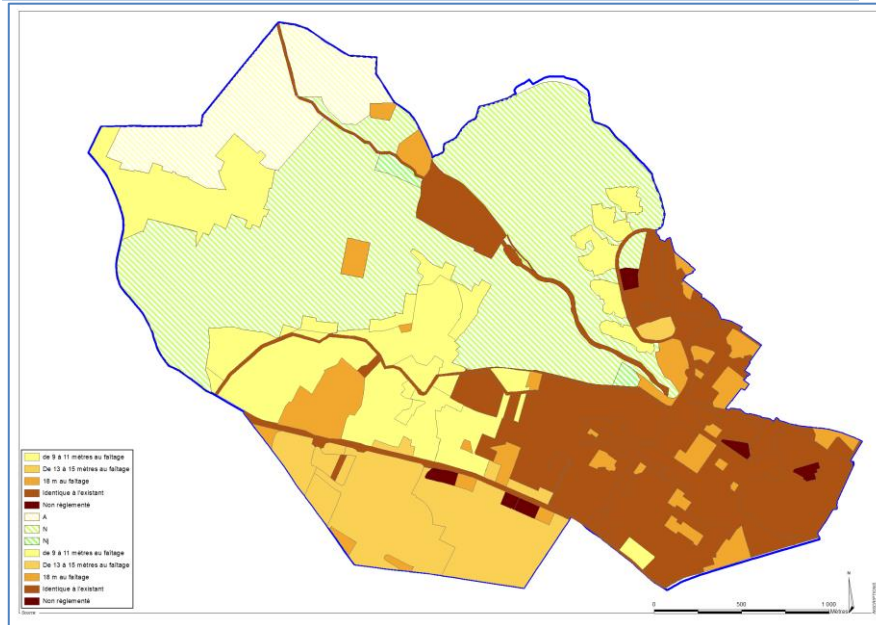 de 9 à 11 mètres au faîtage
De 13 à 15 mètres au faîtage
18 m au faîtage
Identique à l'existant
Non réglementé
A
N
Nj
de 9 à 11 mètres au faîtage
De 13 à 15 mètres au faîtage
18 m au faîtage
Identique à l'existant
Non réglementé
0
500
1 000
Mètres